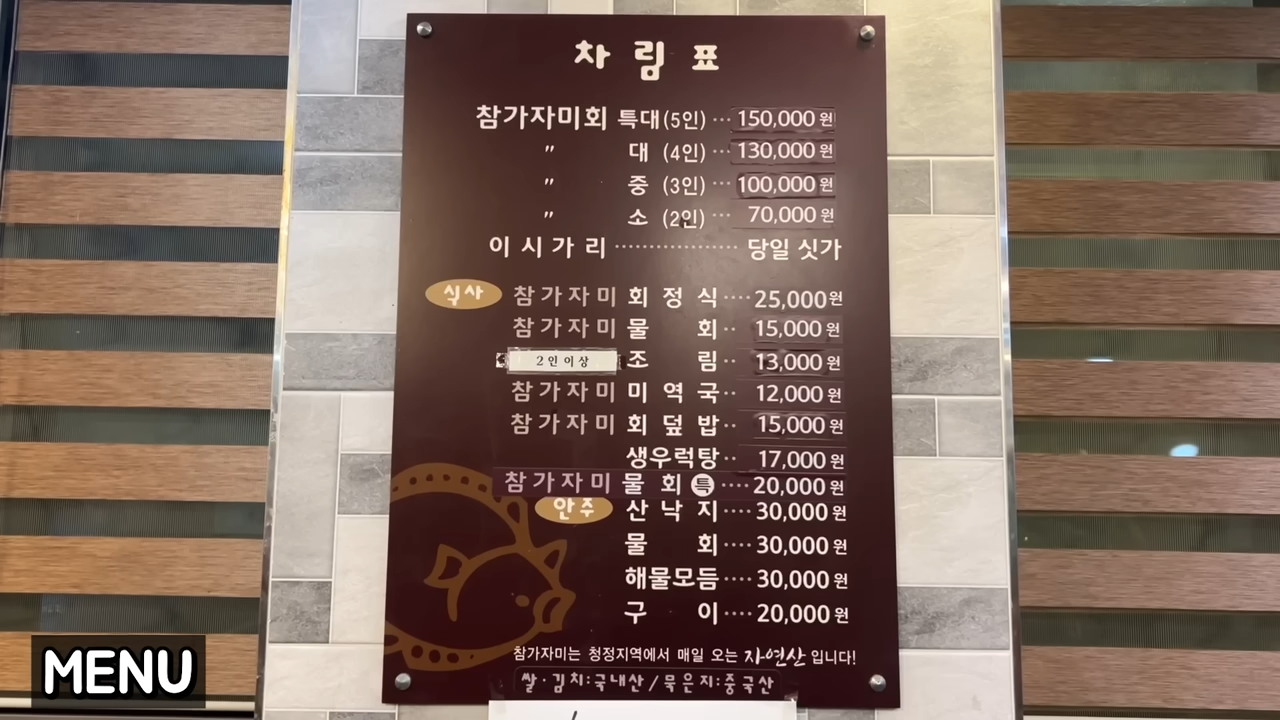 차림표
참가자미회 특대(5인) ··· 150,000원
〃 대 (4인) ··· 130,000원
〃 중 (3인) ··· 100,000원
〃 소 (2인) ··· 70,000원
이시가리 ················· 당일 싯가
식사 참가자미회정식 ···· 25,000원
참가자미물회 ·· 15,000원
2인이상 조림 ·· 13,000원
참가자미미역국 ·· 12,000원
참가자미회덮밥 ·· 15,000원
생우럭탕 ·· 17,000원
참가자미물회 특 ···· 20,000원
안주 산낙지 ···· 30,000원
물회 ···· 30,000원
해물모듬 ···· 30,000원
구이 ···· 20,000원
참가자미는 청정지역에서 매일 오는 자연산 입니다!
쌀·김치:국내산/묵은지:중국산
MENU